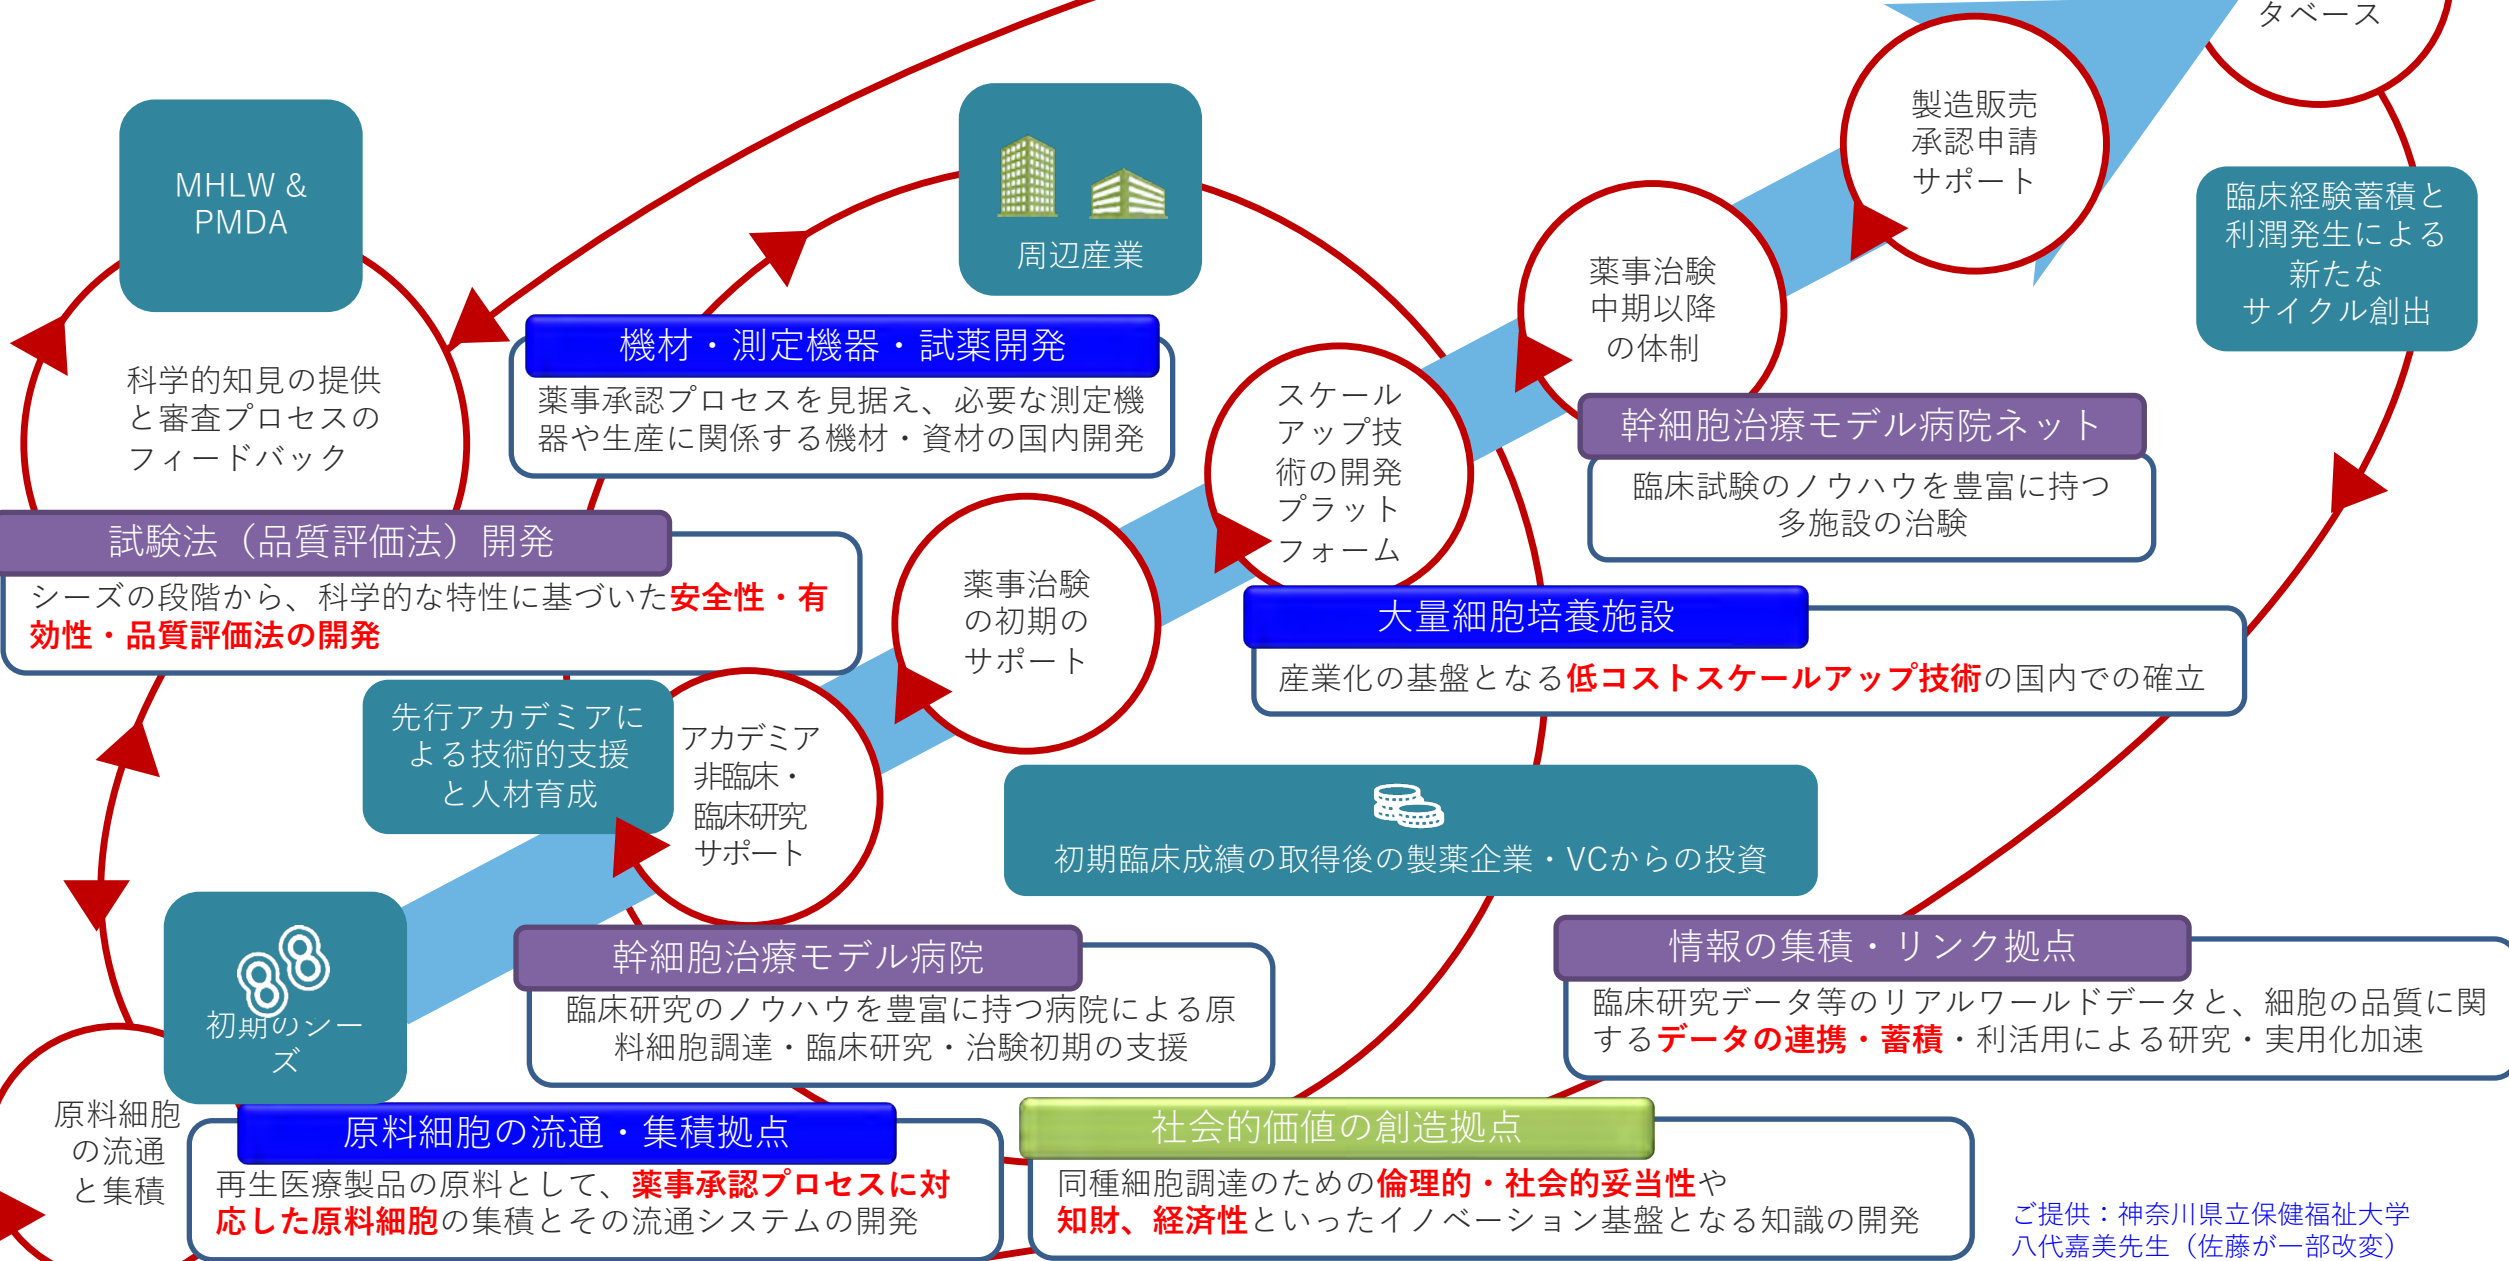 タベース
製造販売
承認申請
サポート
MHLW &
PMDA
周辺産業
臨床経験蓄積と
利潤発生による
新たな
サイクル創出
薬事治験
中期以降
の体制
機材・測定機器・試薬開発
薬事承認プロセスを見据え、必要な測定機
器や生産に関係する機材・資材の国内開発
科学的知見の提供
と審査プロセスの
フィードバック
スケール
アップ技
術の開発
プラット
フォーム
幹細胞治療モデル病院ネット
臨床試験のノウハウを豊富に持つ
多施設の治験
試験法（品質評価法）開発
シーズの段階から、科学的な特性に基づいた安全性・有
効性・品質評価法の開発
薬事治験
の初期の
サポート
大量細胞培養施設
産業化の基盤となる低コストスケールアップ技術の国内での確立
先行アカデミアに
よる技術的支援
と人材育成
アカデミア
非臨床・
臨床研究
サポート
初期臨床成績の取得後の製薬企業・VCからの投資
初期のシー
ズ
幹細胞治療モデル病院
臨床研究のノウハウを豊富に持つ病院による原
料細胞調達・臨床研究・治験初期の支援
情報の集積・リンク拠点
臨床研究データ等のリアルワールドデータと、細胞の品質に関
するデータの連携・蓄積・利活用による研究・実用化加速
原料細胞
の流通
と集積
原料細胞の流通・集積拠点
再生医療製品の原料として、薬事承認プロセスに対
応した原料細胞の集積とその流通システムの開発
社会的価値の創造拠点
同種細胞調達のための倫理的・社会的妥当性や
知財、経済性といったイノベーション基盤となる知識の開発
ご提供：神奈川県立保健福祉大学
八代嘉美先生（佐藤が一部改変）